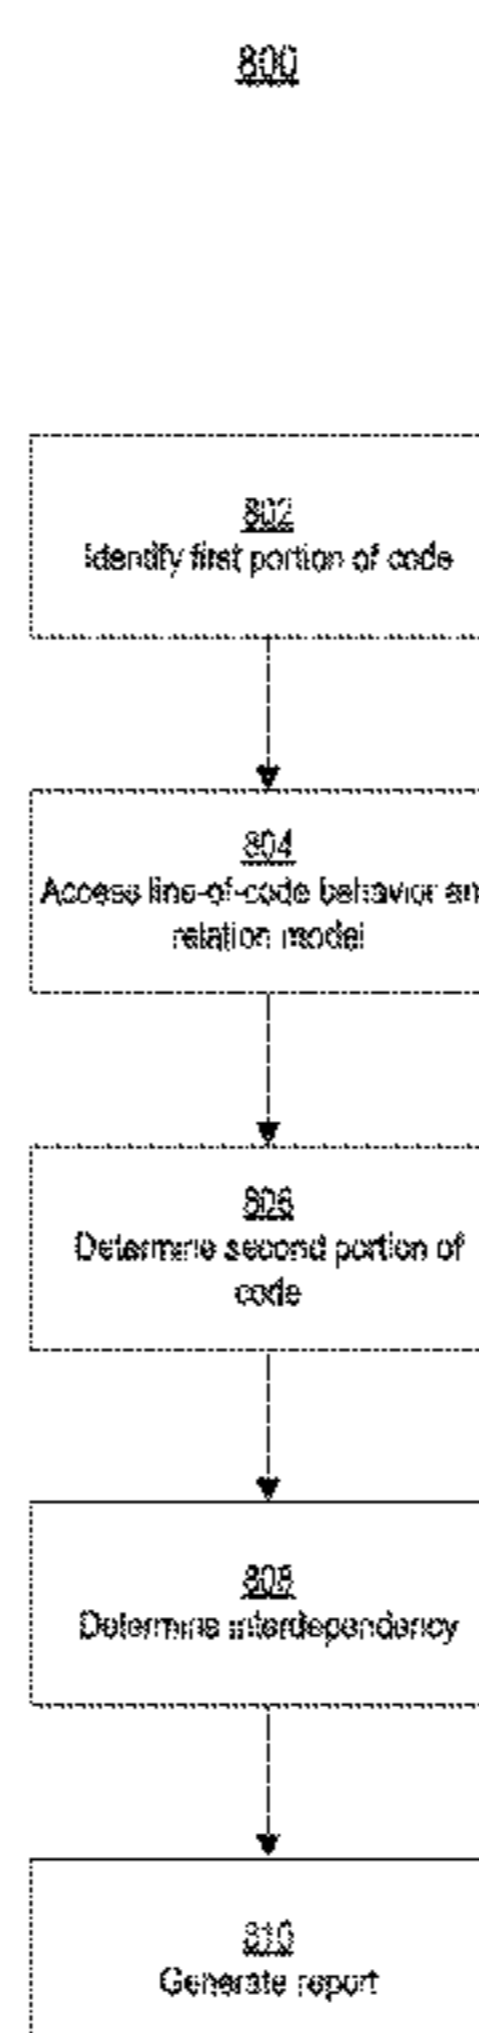 800
802
Identify first portion of code
804
Access line-of-code behavior an
relation model
806
Determine second portion of
code
808
Determine interdependency
810
Generate report